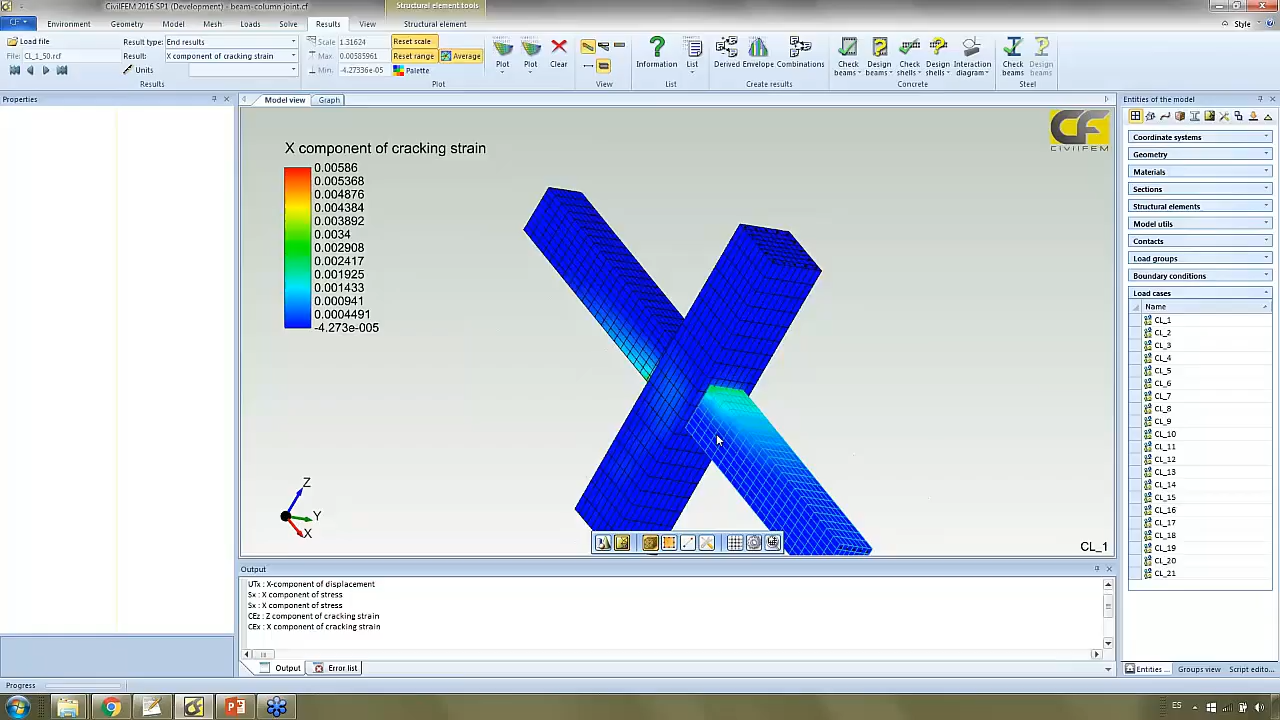 CivilFEM 2016 SP1 (Development) - beam-column joint.cf
Structural element tools
CF
Environment Geometry Model Mesh Loads Solve Results View Structural element
Style
Load file
File: CL_1_50.rcf
Result type: End results
Results: X component of cracking strain
Units
Results
Scale 1.31624 Reset scale
Max 0.00585961 Reset range Average
Min: -4.27336e-05 Palette
Plot Plot Clear
Plot
View
Information List
List
Derived Envelope Combinations
Create results
Check beams Design beams Check shells Design shells Interaction diagram
Concrete
Check beams Design beams
Steel
Properties
Model view Graph
Entities of the model
X component of cracking strain
0.00586
0.005368
0.004876
0.004384
0.003892
0.0034
0.002908
0.002417
0.001925
0.001433
0.000941
0.0004491
-4.273e-005
CF
CIVILFEM
Z
Y
X
CL_1
Coordinate systems
Geometry
Materials
Sections
Structural elements
Model utils
Contacts
Load groups
Boundary conditions
Load cases
Name
CL_1
CL_2
CL_3
CL_4
CL_5
CL_6
CL_7
CL_8
CL_9
CL_10
CL_11
CL_12
CL_13
CL_14
CL_15
CL_16
CL_17
CL_18
CL_19
CL_20
CL_21
Output
UTx : X-component of displacement
Sx : X component of stress
Sx : X component of stress
CEz : Z component of cracking strain
CEx : X component of cracking strain
Output Error list
Entities ... Groups view Script edito...
Progress
ES